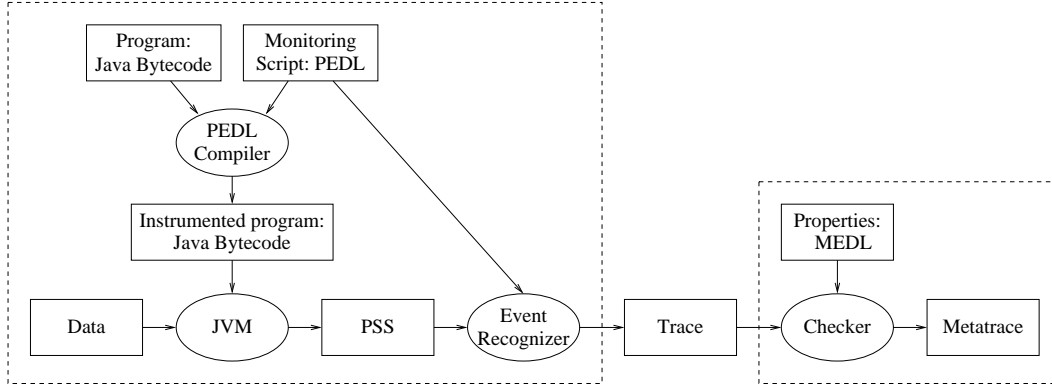 Program:
Java Bytecode
Monitoring
Script: PEDL
PEDL
Compiler
Instrumented program:
Java Bytecode
Properties:
MEDL
Data
JVM
PSS
Event
Recognizer
Trace
Checker
Metatrace